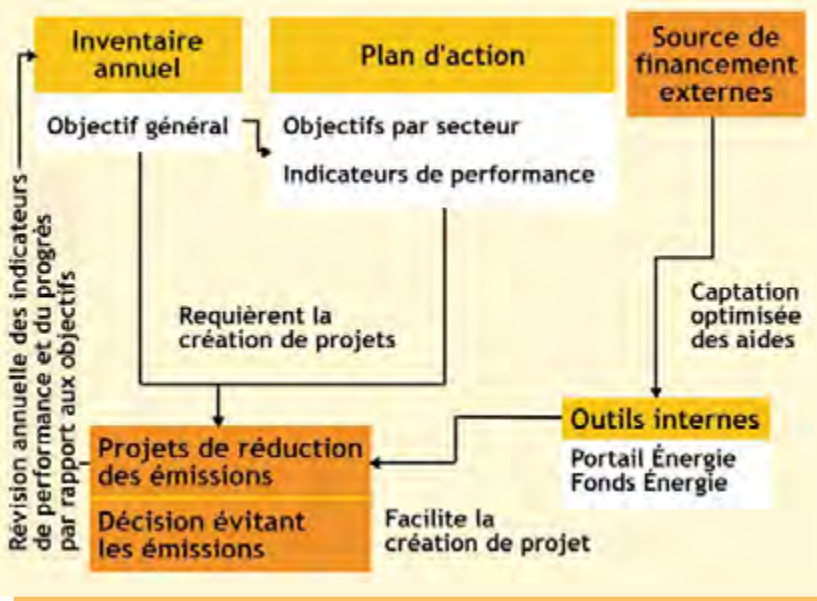 Inventaire
annuel
Plan d'action
Source de
financement
externes
Objectif général
Objectifs par secteur
Indicateurs de performance
Révision annuelle des indicateurs
de performance et du progrès
par rapport aux objectifs
Requièrent la
création de projets
Captation
optimisée
des aides
Outils internes
Portail Énergie
Fonds Énergie
Projets de réduction
des émissions
Décision évitant
les émissions
Facilite la
création de projet